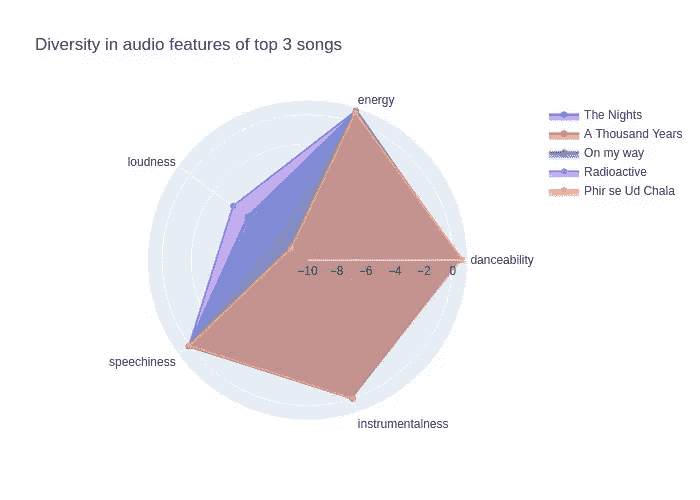 Diversity in audio features of top 3 songs
energy
loudness
danceability
speechiness
instrumentalness
−10 −8 −6 −4 −2 0
The Nights
A Thousand Years
On my way
Radioactive
Phir se Ud Chala